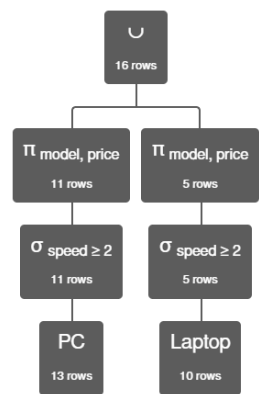 ∪
16 rows
π model, price
11 rows
π model, price
5 rows
σ speed ≥ 2
11 rows
σ speed ≥ 2
5 rows
PC
13 rows
Laptop
10 rows